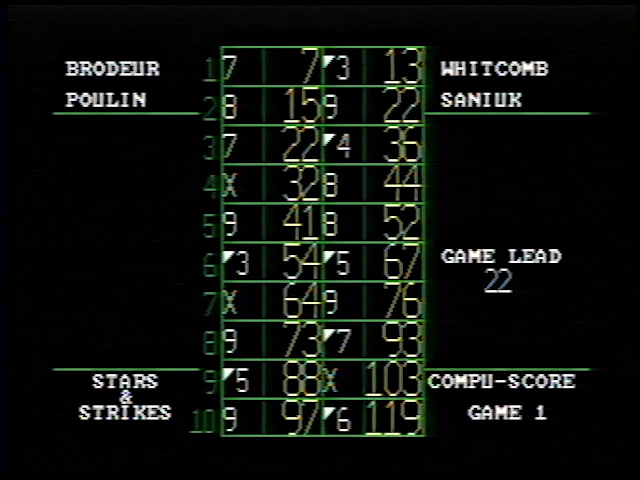 BRODEUR 1 7 7 3 13 WHITCOMB
POULIN 2 8 15 9 22 SANIUK
3 7 22 4 36
4 X 32 8 44
5 9 41 8 52
6 3 54 5 67 GAME LEAD
22
7 X 64 9 76
8 9 73 7 93
STARS 9 5 88 X 103 COMPU-SCORE
&
STRIKES 10 9 97 6 119 GAME 1